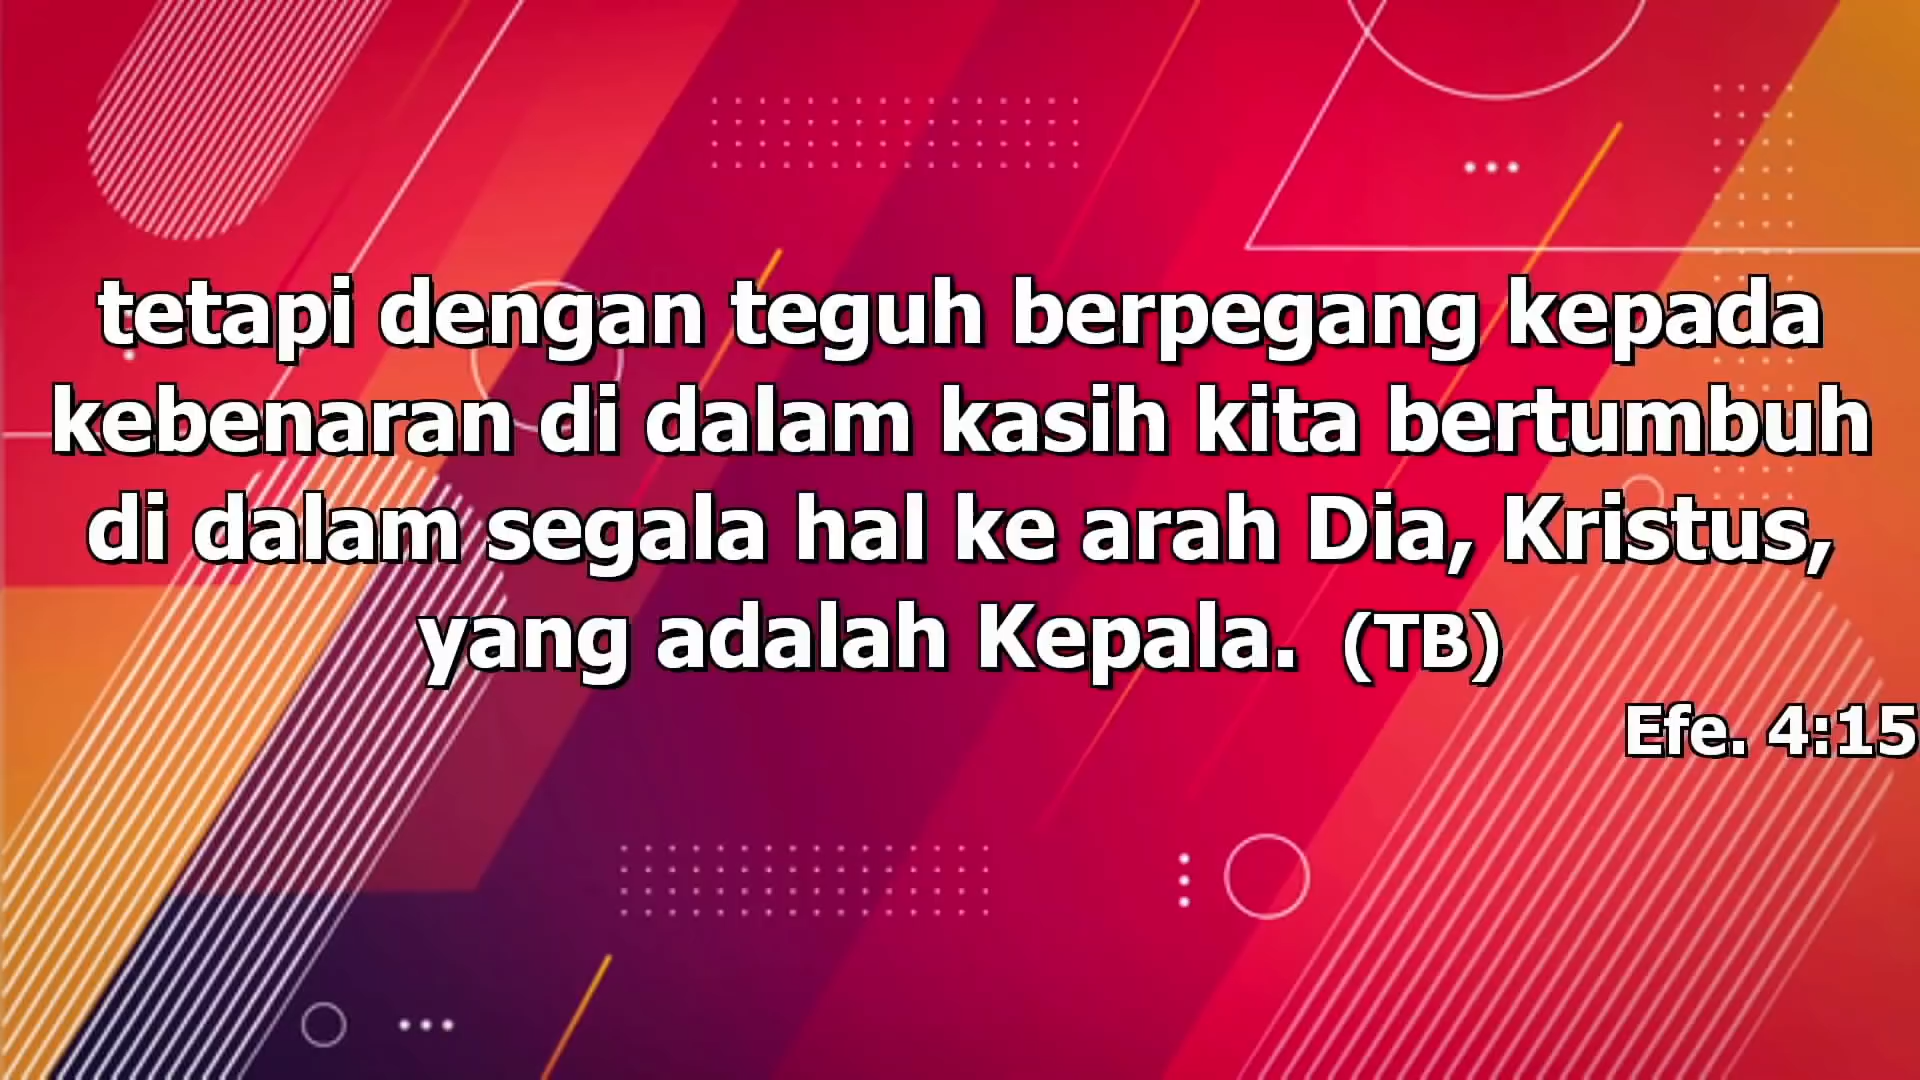 tetapi dengan teguh berpegang kepada
kebenaran di dalam kasih kita bertumbuh
di dalam segala hal ke arah Dia, Kristus,
yang adalah Kepala. (TB)
Efe. 4:15